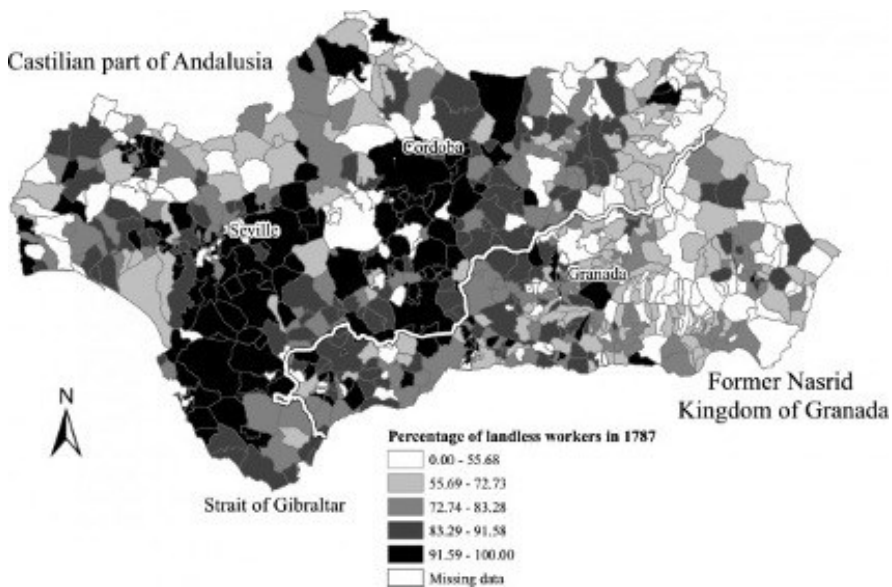 Castilian part of Andalusia
Cordoba
Seville
Granada
Former Nasrid
Kingdom of Granada
N
Strait of Gibraltar
Percentage of landless workers in 1787
0.00 - 55.68
55.69 - 72.73
72.74 - 83.28
83.29 - 91.58
91.59 - 100.00
Missing data